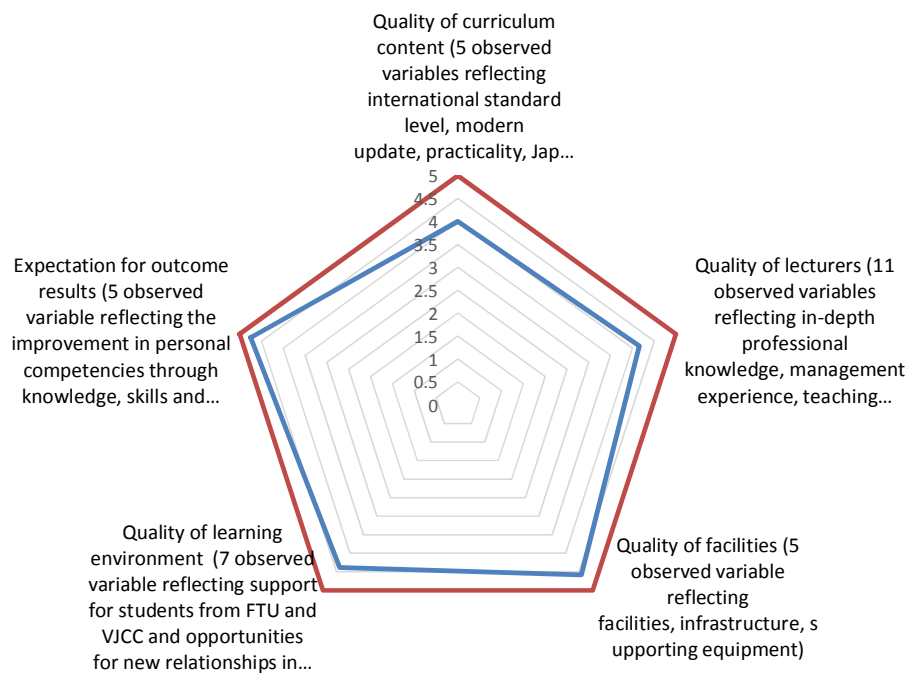 Quality of curriculum
content (5 observed
variables reflecting
international standard
level, modern
update, practicality, Jap...
5
4.5
4
3.5
3
2.5
2
1.5
1
0.5
0
Quality of lecturers (11
observed variables
reflecting in-depth
professional
knowledge, management
experience, teaching...
Quality of facilities (5
observed variable
reflecting
facilities, infrastructure, s
upporting equipment)
Quality of learning
environment (7 observed
variable reflecting support
for students from FTU and
VJCC and opportunities
for new relationships in...
Expectation for outcome
results (5 observed
variable reflecting the
improvement in personal
competencies through
knowledge, skills and...